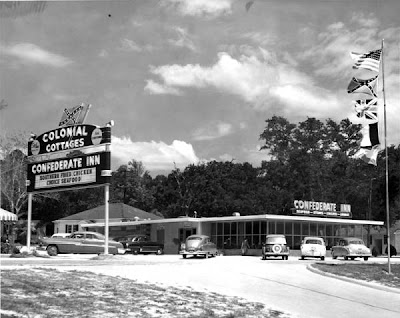 COLONIAL
COTTAGES
CONFEDERATE INN
SOUTHERN FRIED CHICKEN
CHOICE SEAFOOD
CONFEDERATE INN